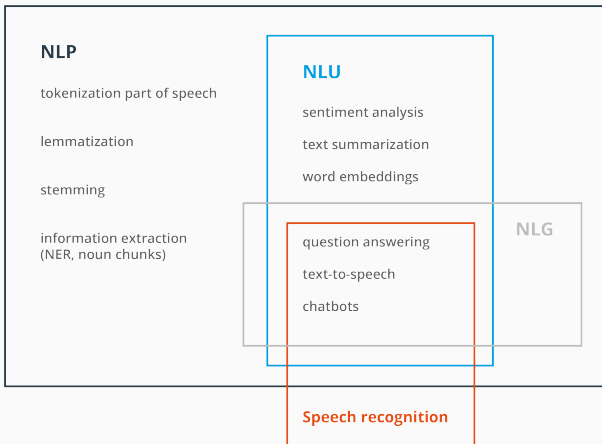 NLP
tokenization part of speech
lemmatization
stemming
information extraction
(NER, noun chunks)
NLU
sentiment analysis
text summarization
word embeddings
NLG
question answering
text-to-speech
chatbots
Speech recognition